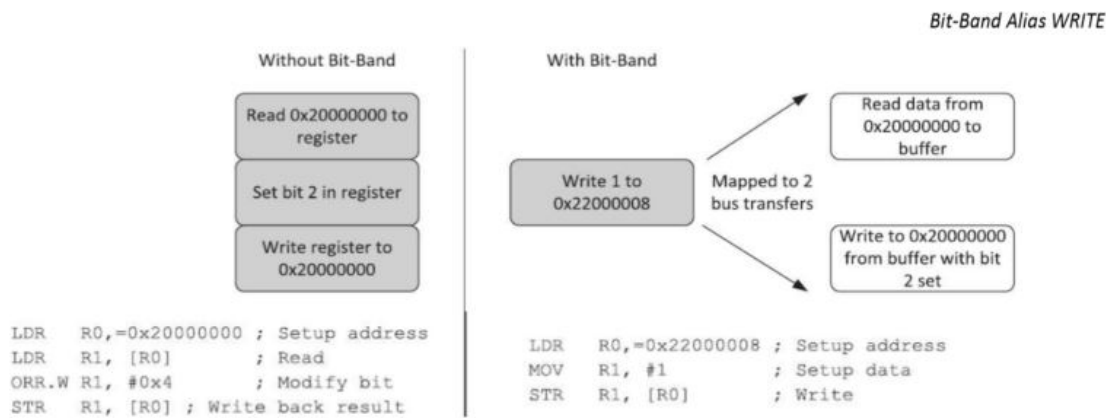 Bit-Band Alias WRITE
Without Bit-Band
Read 0x20000000 to
register
Set bit 2 in register
Write register to
0x20000000
LDR R0,=0x20000000 ; Setup address
LDR R1, [R0] ; Read
ORR.W R1, #0x4 ; Modify bit
STR R1, [R0] ; Write back result
With Bit-Band
Write 1 to
0x22000008
Mapped to 2
bus transfers
Read data from
0x20000000 to
buffer
Write to 0x20000000
from buffer with bit
2 set
LDR R0,=0x22000008 ; Setup address
MOV R1, #1 ; Setup data
STR R1, [R0] ; Write